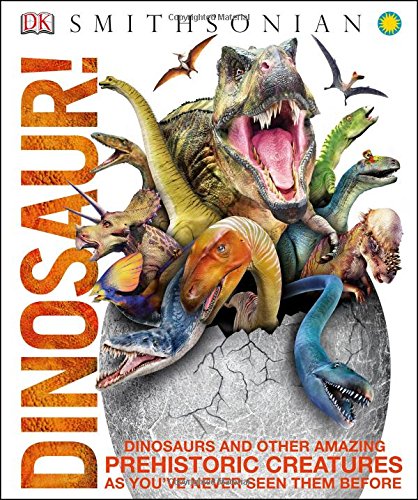 DK
SMITHSONIAN
DINOSAUR!
DINOSAURS AND OTHER AMAZING
PREHISTORIC CREATURES
AS YOU'VE NEVER SEEN THEM BEFORE